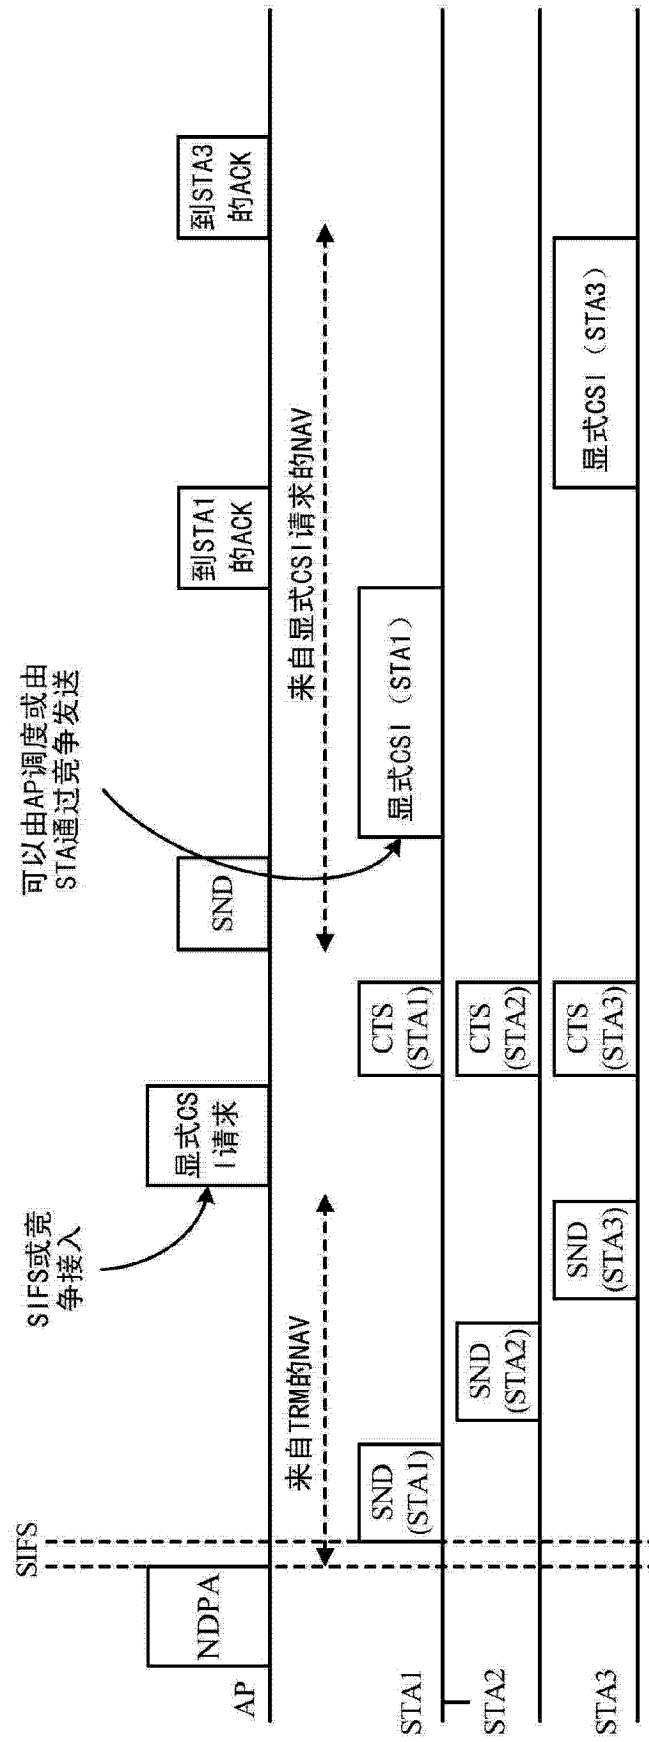 SIFS
SIFS或竞
争接入
可以由AP调度或由
STA通过竞争发送
AP
NDPA
显式CS
I请求
SND
到STA1
的ACK
到STA3
的ACK
来自TRM的NAV
来自显式CSI请求的NAV
STA1
SND
(STA1)
CTS
(STA1)
显式CSI（STA1）
STA2
SND
(STA2)
CTS
(STA2)
STA3
SND
(STA3)
CTS
(STA3)
显式CSI（STA3）